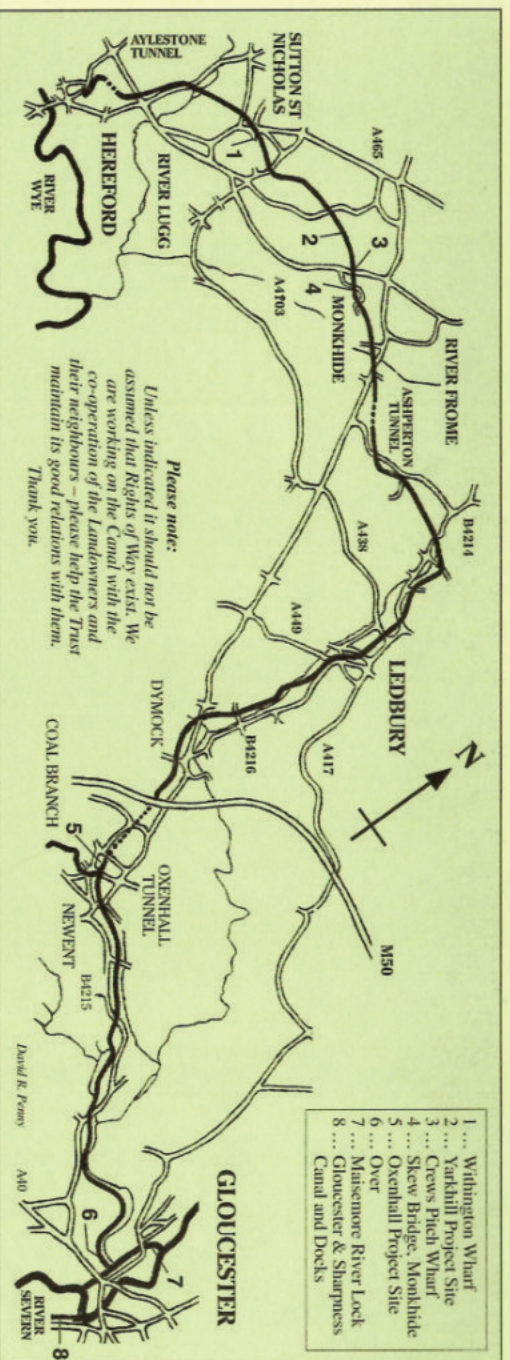 AYLESTONE
TUNNEL
SUTTON ST
NICHOLAS
A465
1
2
3
4
HEREFORD
RIVER LUGG
RIVER
WYE
A4103
MONKHIDE
RIVER FROME
ASHPERTON
TUNNEL
B4214
A438
A449
LEDBURY
A417
B4216
DYMOCK
N
M50
COAL BRANCH
5
OXENHALL
TUNNEL
NEWENT
B4215
David R. Penny
A40
6
7
GLOUCESTER
RIVER
SEVERN
8
Please note:
Unless indicated it should not be
assumed that Rights of Way exist. We
are working on the Canal with the
co-operation of the Landowners and
their neighbours – please help the Trust
maintain its good relations with them.
Thank you.
1 ... Withington Wharf
2 ... Yarkhill Project Site
3 ... Crews Pitch Wharf
4 ... Skew Bridge, Monkhide
5 ... Oxenhall Project Site
6 ... Over
7 ... Maisemore River Lock
8 ... Gloucester & Sharpness
Canal and Docks